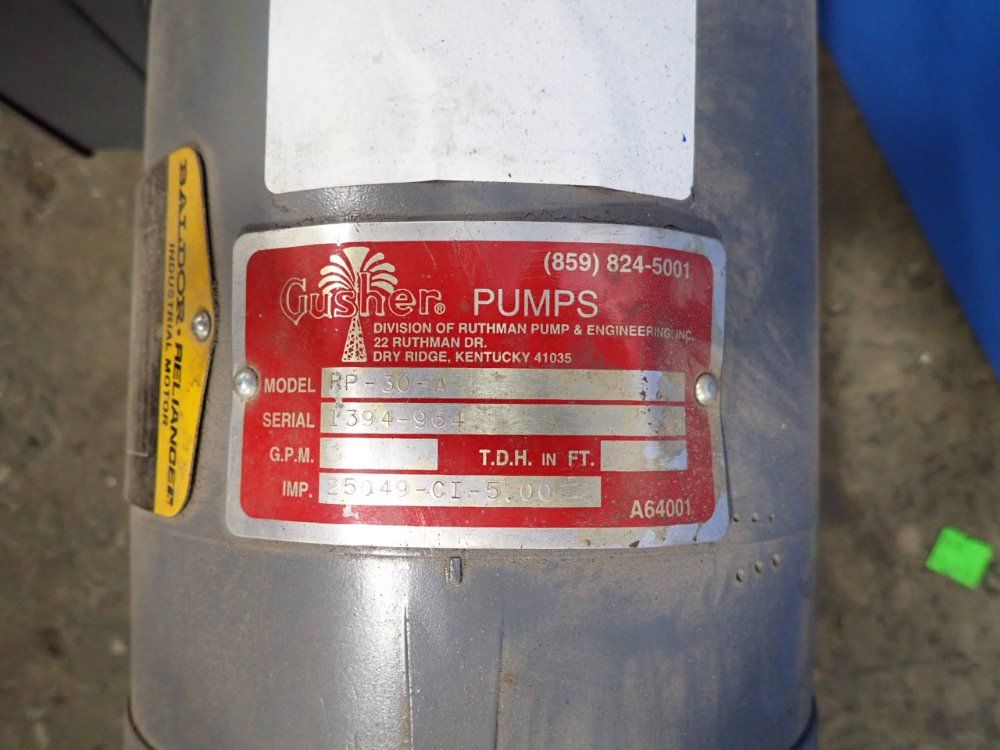 BALDOR•RELIANCER
INDUSTRIAL MOTOR
(859) 824-5001
Gusher® PUMPS
DIVISION OF RUTHMAN PUMP & ENGINEERING, INC.
22 RUTHMAN DR.
DRY RIDGE, KENTUCKY 41035
MODEL RP-30-A
SERIAL 1394-964
G.P.M. T.D.H. IN FT.
IMP. 25049-CI-5.00
A64001